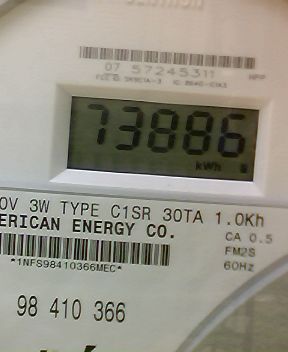 07 57245311
HPP
73886
kWh
0V 3W TYPE C1SR 30TA 1.0Kh
ERICAN ENERGY CO.
CA 0.5
FM2S
60Hz
*1NFS98410366MEC*
98 410 366